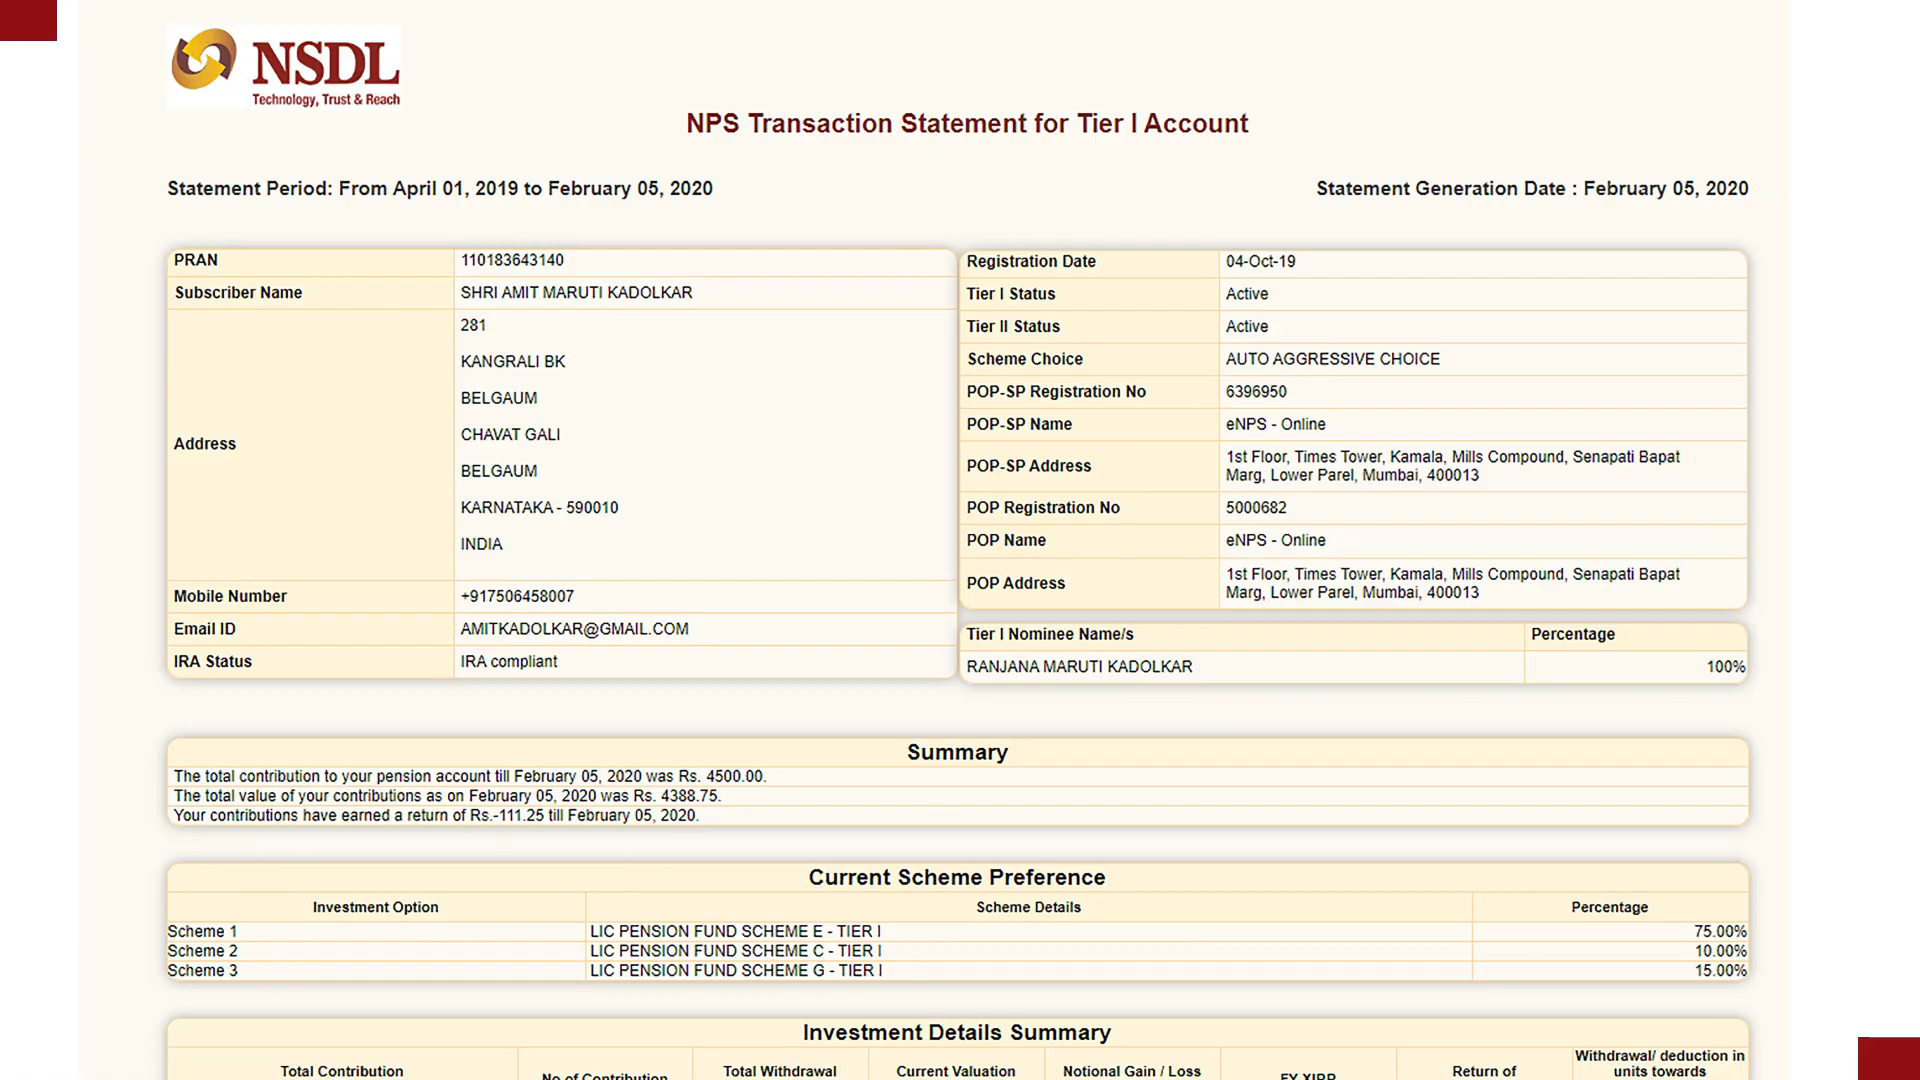 NSDL
Technology, Trust & Reach
NPS Transaction Statement for Tier I Account
Statement Period: From April 01, 2019 to February 05, 2020
Statement Generation Date : February 05, 2020
PRAN 110183643140
Subscriber Name SHRI AMIT MARUTI KADOLKAR
Address
281
KANGRALI BK
BELGAUM
CHAVAT GALI
BELGAUM
KARNATAKA - 590010
INDIA
Mobile Number +917506458007
Email ID AMITKADOLKAR@GMAIL.COM
IRA Status IRA compliant
Registration Date 04-Oct-19
Tier I Status Active
Tier II Status Active
Scheme Choice AUTO AGGRESSIVE CHOICE
POP-SP Registration No 6396950
POP-SP Name eNPS - Online
POP-SP Address 1st Floor, Times Tower, Kamala, Mills Compound, Senapati Bapat
Marg, Lower Parel, Mumbai, 400013
POP Registration No 5000682
POP Name eNPS - Online
POP Address 1st Floor, Times Tower, Kamala, Mills Compound, Senapati Bapat
Marg, Lower Parel, Mumbai, 400013
Tier I Nominee Name/s Percentage
RANJANA MARUTI KADOLKAR 100%
Summary
The total contribution to your pension account till February 05, 2020 was Rs. 4500.00.
The total value of your contributions as on February 05, 2020 was Rs. 4388.75.
Your contributions have earned a return of Rs.-111.25 till February 05, 2020.
Current Scheme Preference
Investment Option Scheme Details Percentage
Scheme 1 LIC PENSION FUND SCHEME E - TIER I 75.00%
Scheme 2 LIC PENSION FUND SCHEME C - TIER I 10.00%
Scheme 3 LIC PENSION FUND SCHEME G - TIER I 15.00%
Investment Details Summary
Total Contribution No of Contribution Total Withdrawal Current Valuation Notional Gain / Loss FY XIRR Return of Withdrawal/ deduction in
units towards